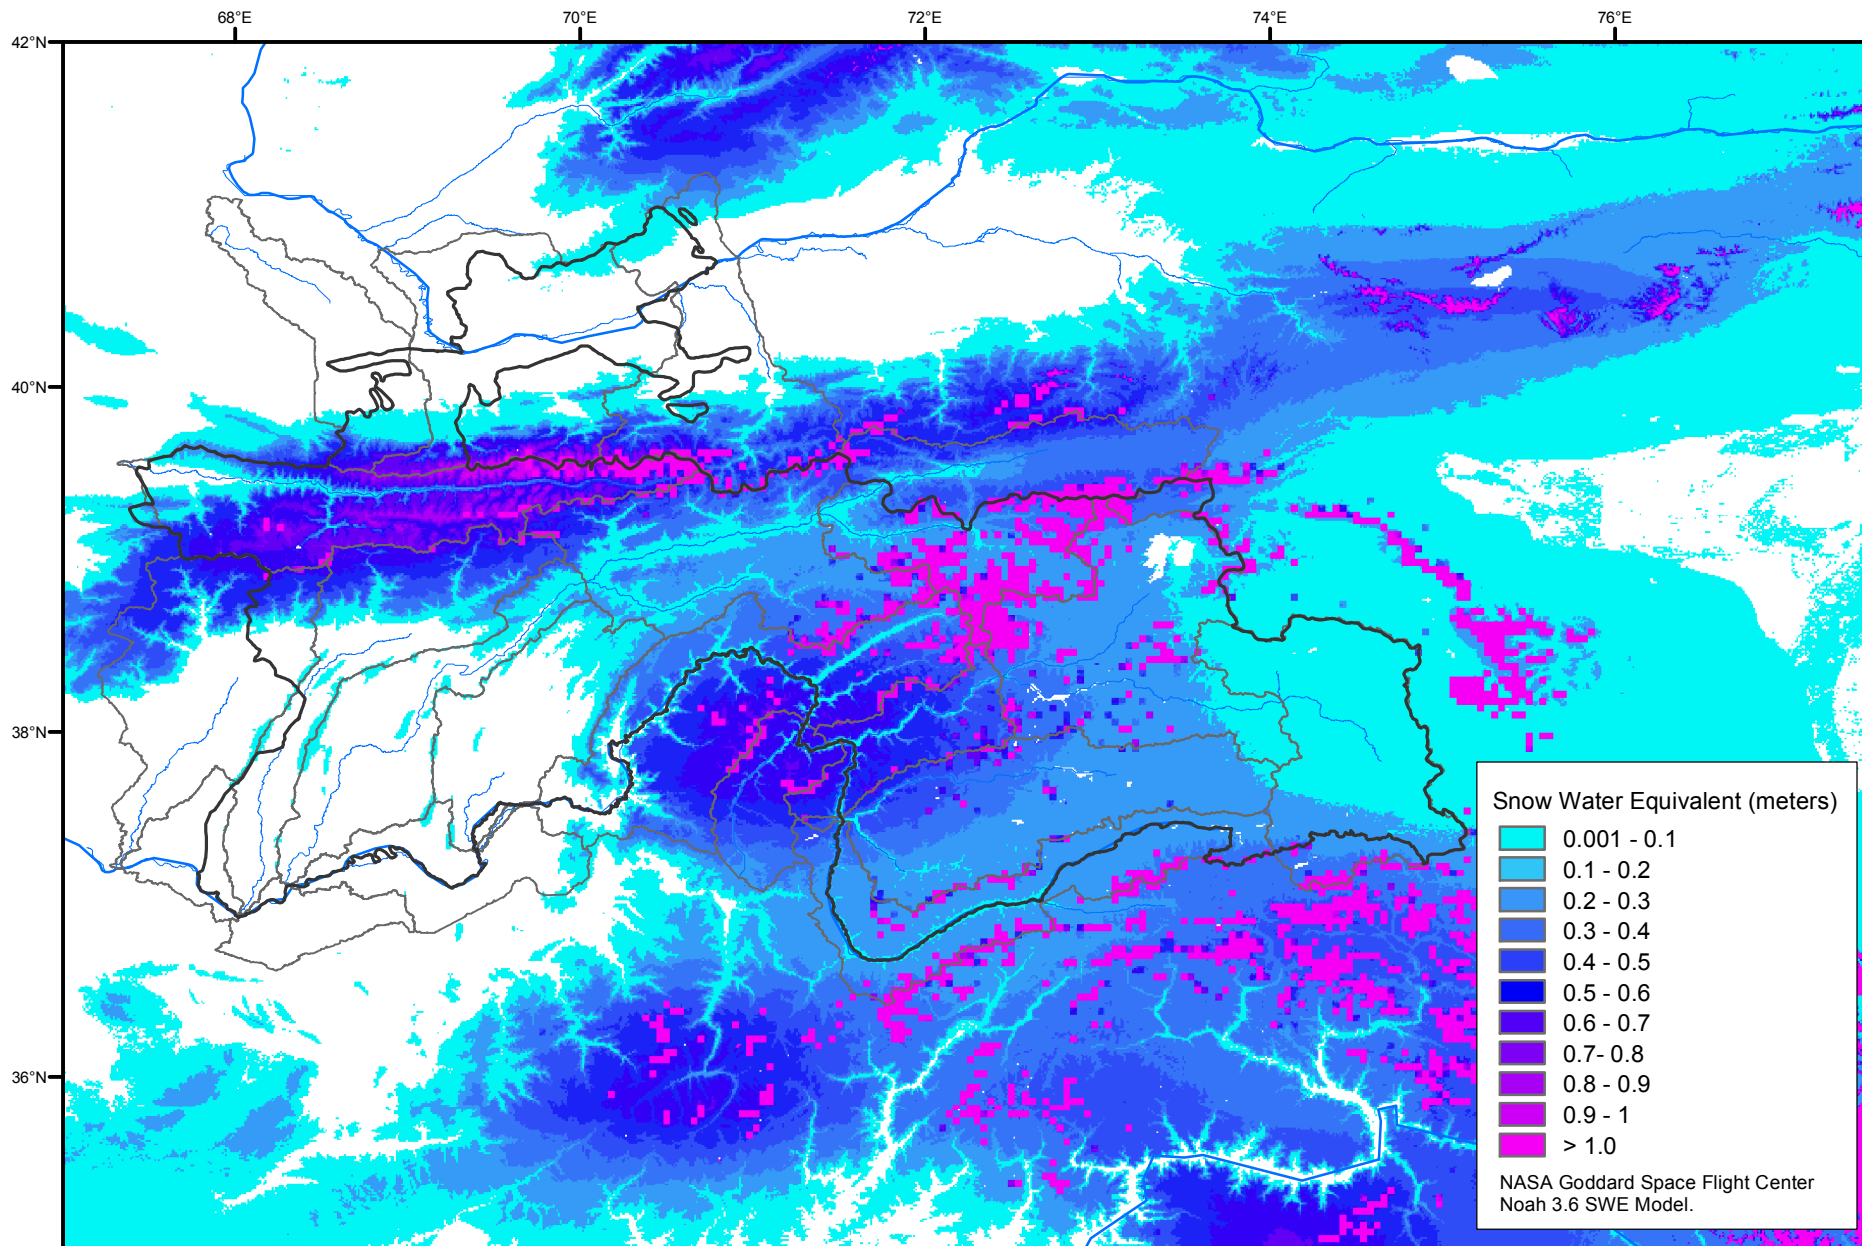 68°E
70°E
72°E
74°E
76°E
42°N
40°N
38°N
36°N
Snow Water Equivalent (meters)
0.001 - 0.1
0.1 - 0.2
0.2 - 0.3
0.3 - 0.4
0.4 - 0.5
0.5 - 0.6
0.6 - 0.7
0.7- 0.8
0.8 - 0.9
0.9 - 1
> 1.0
NASA Goddard Space Flight Center
Noah 3.6 SWE Model.